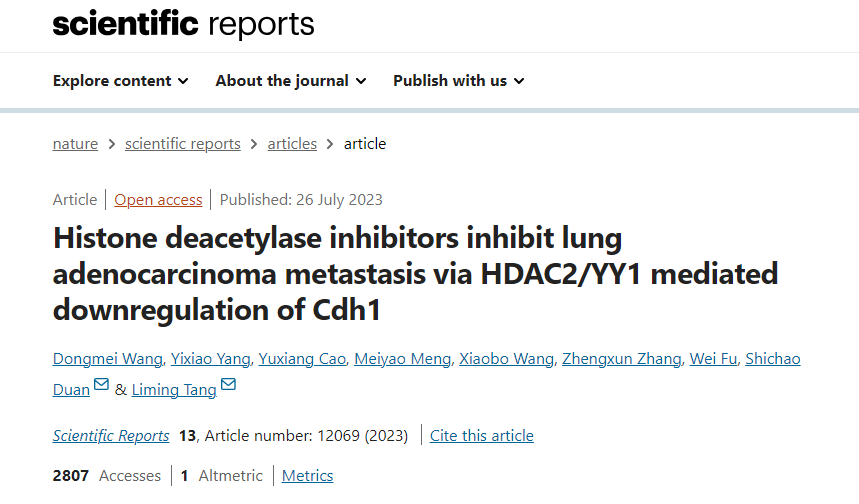 scientific reports
Explore content About the journal Publish with us
nature > scientific reports > articles > article
Article | Open access | Published: 26 July 2023
Histone deacetylase inhibitors inhibit lung
adenocarcinoma metastasis via HDAC2/YY1 mediated
downregulation of Cdh1
Dongmei Wang, Yixiao Yang, Yuxiang Cao, Meiyao Meng, Xiaobo Wang, Zhengxun Zhang, Wei Fu, Shichao
Duan & Liming Tang
Scientific Reports 13, Article number: 12069 (2023) | Cite this article
2807 Accesses | 1 Altmetric | Metrics